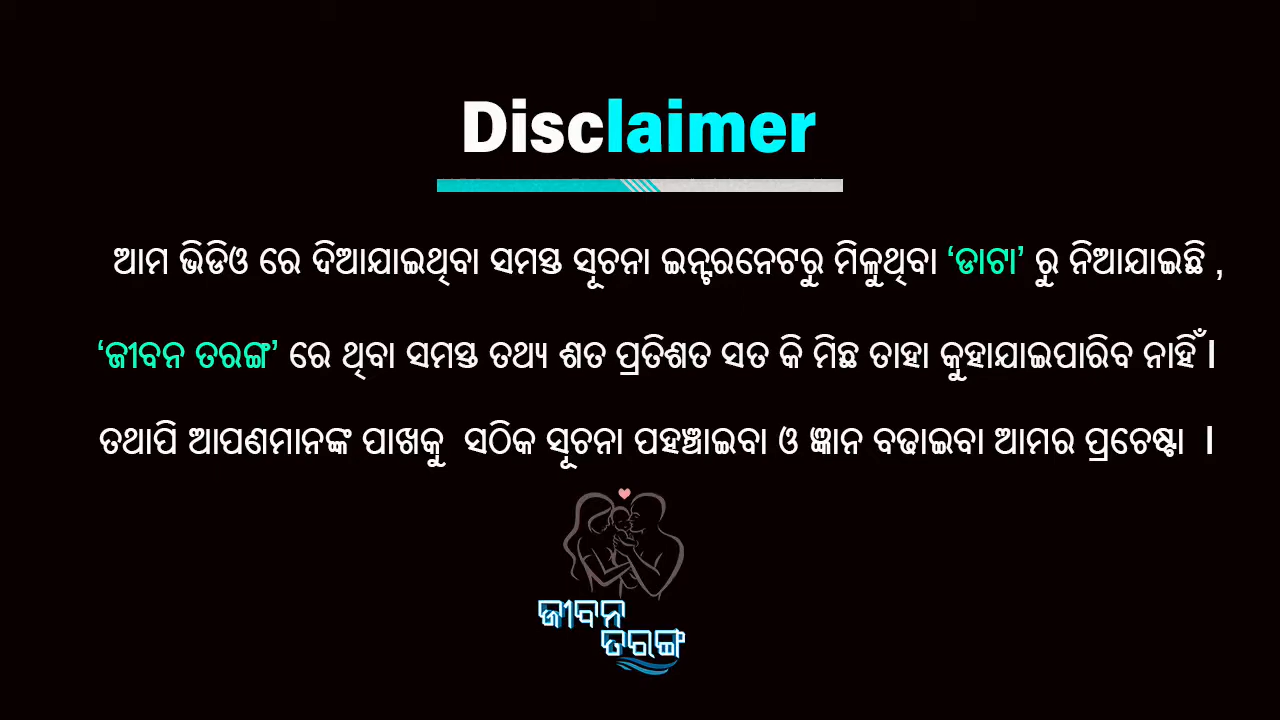 Disclaimer
ଆମ ଭିଡିଓ ରେ ଦିଆଯାଇଥିବା ସମସ୍ତ ସୂଚନା ଇନ୍ଟରନେଟରୁ ମିଳୁଥିବା ‘ଡାଟା’ ରୁ ନିଆଯାଇଛି ,
‘ଜୀବନ ତରଙ୍ଗ’ ରେ ଥିବା ସମସ୍ତ ତଥ୍ୟ ଶତ ପ୍ରତିଶତ ସତ କି ମିଛ ତାହା କୁହାଯାଇପାରିବ ନାହିଁ l
ତଥାପି ଆପଣମାନଙ୍କ ପାଖକୁ ସଠିକ ସୂଚନା ପହଞ୍ଚାଇବା ଓ ଜ୍ଞାନ ବଢାଇବା ଆମର ପ୍ରଚେଷ୍ଟା l
ଜୀବନ
ତରଙ୍ଗ